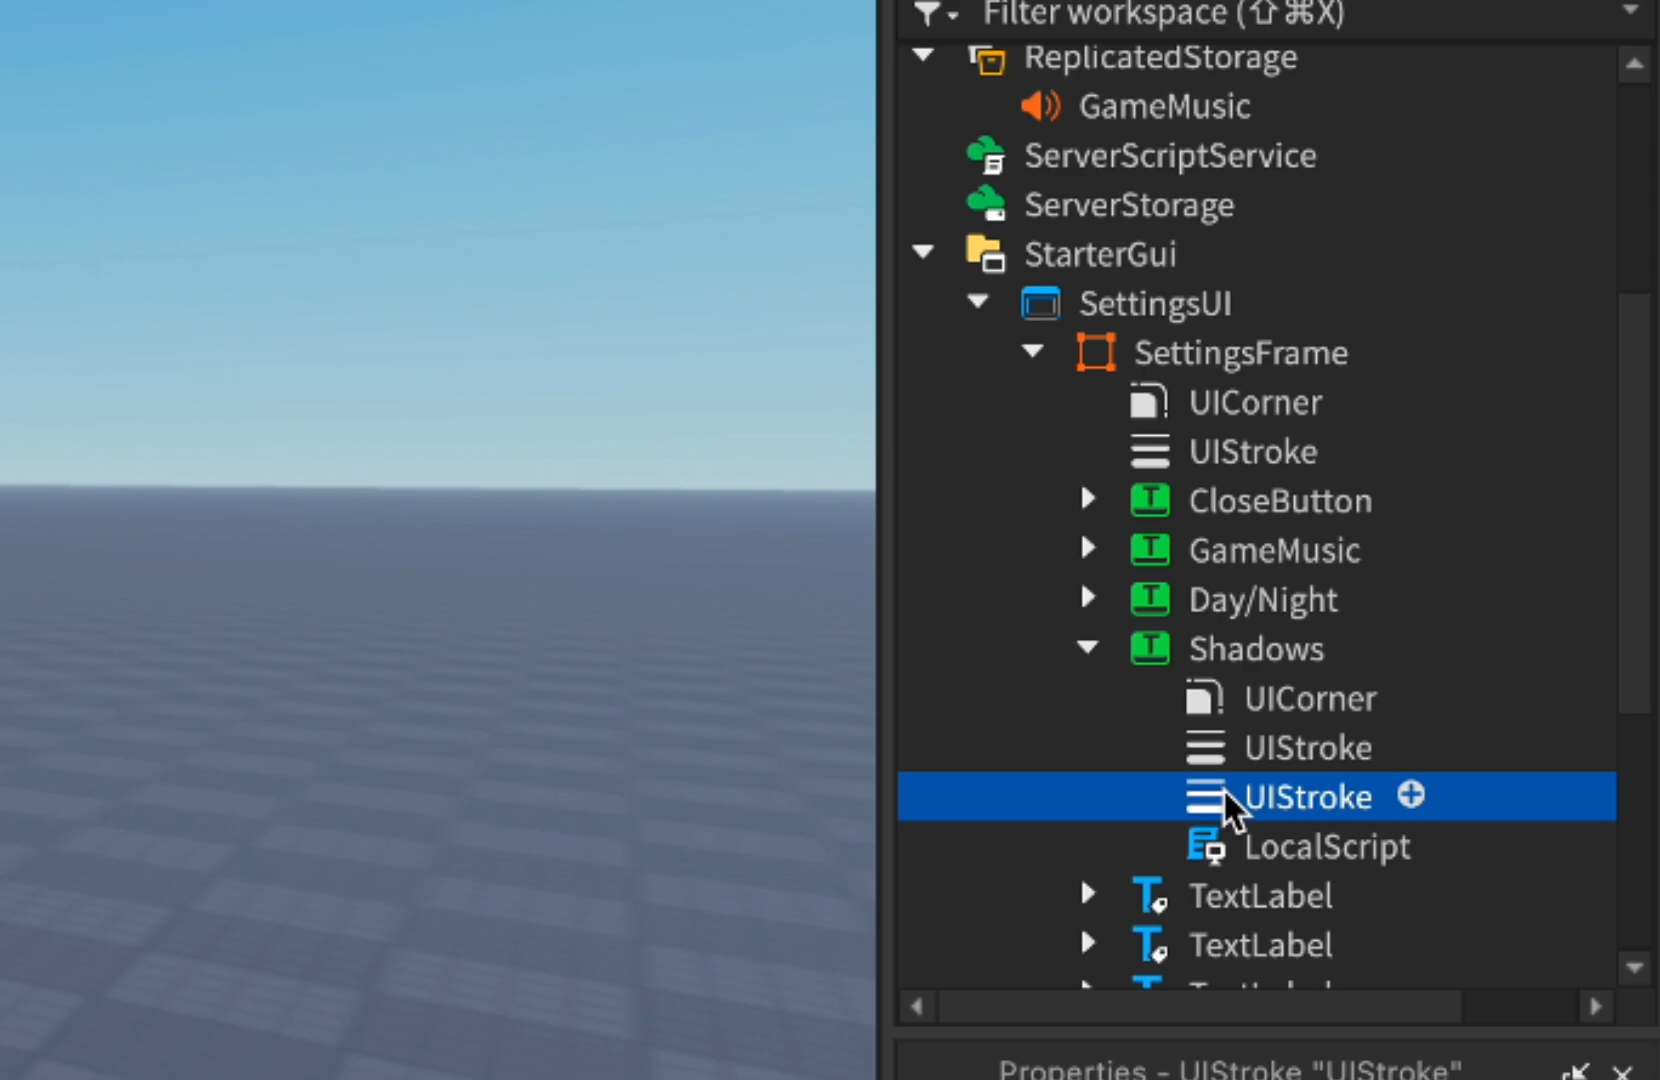 Filter workspace (⇧⌘X)
ReplicatedStorage
GameMusic
ServerScriptService
ServerStorage
StarterGui
SettingsUI
SettingsFrame
UICorner
UIStroke
CloseButton
GameMusic
Day/Night
Shadows
UICorner
UIStroke
UIStroke
LocalScript
TextLabel
TextLabel
Properties - UIStroke "UIStroke"